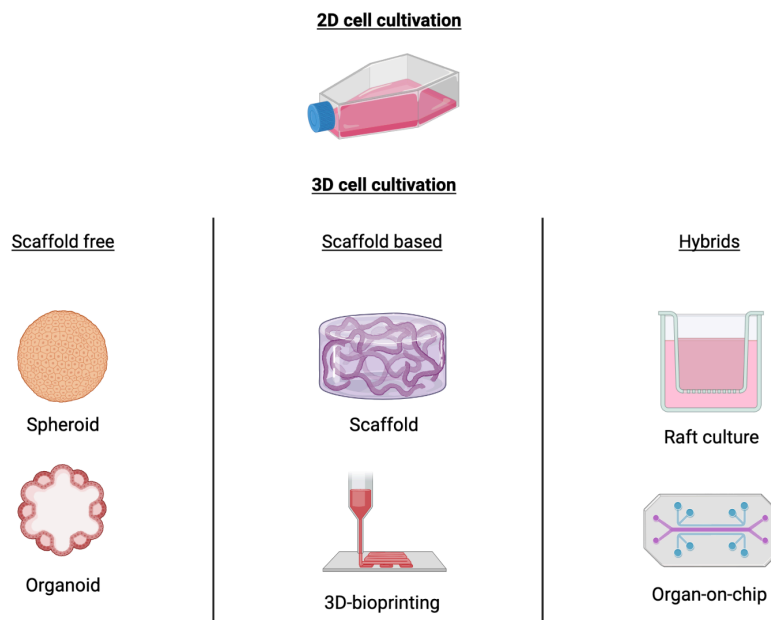 2D cell cultivation
3D cell cultivation
Scaffold free
Scaffold based
Hybrids
Spheroid
Scaffold
Raft culture
Organoid
3D-bioprinting
Organ-on-chip